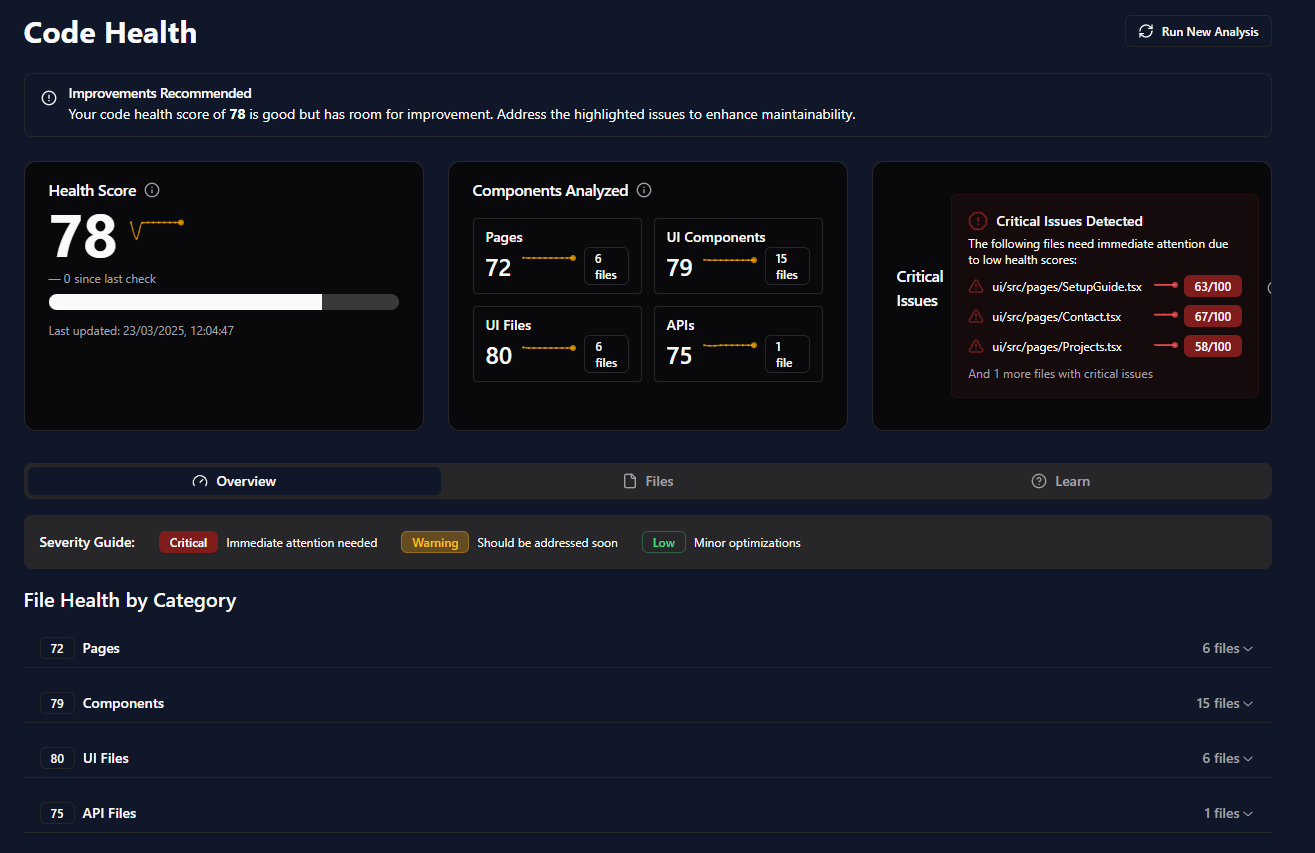 Code Health
Run New Analysis
Improvements Recommended
Your code health score of 78 is good but has room for improvement. Address the highlighted issues to enhance maintainability.
Health Score
78
— 0 since last check
Last updated: 23/03/2025, 12:04:47
Components Analyzed
Pages
72
6
files
UI Components
79
15
files
UI Files
80
6
files
APIs
75
1
file
Critical
Issues
Critical Issues Detected
The following files need immediate attention due
to low health scores:
ui/src/pages/SetupGuide.tsx 63/100
ui/src/pages/Contact.tsx 67/100
ui/src/pages/Projects.tsx 58/100
And 1 more files with critical issues
Overview
Files
Learn
Severity Guide: Critical Immediate attention needed Warning Should be addressed soon Low Minor optimizations
File Health by Category
72 Pages 6 files
79 Components 15 files
80 UI Files 6 files
75 API Files 1 files